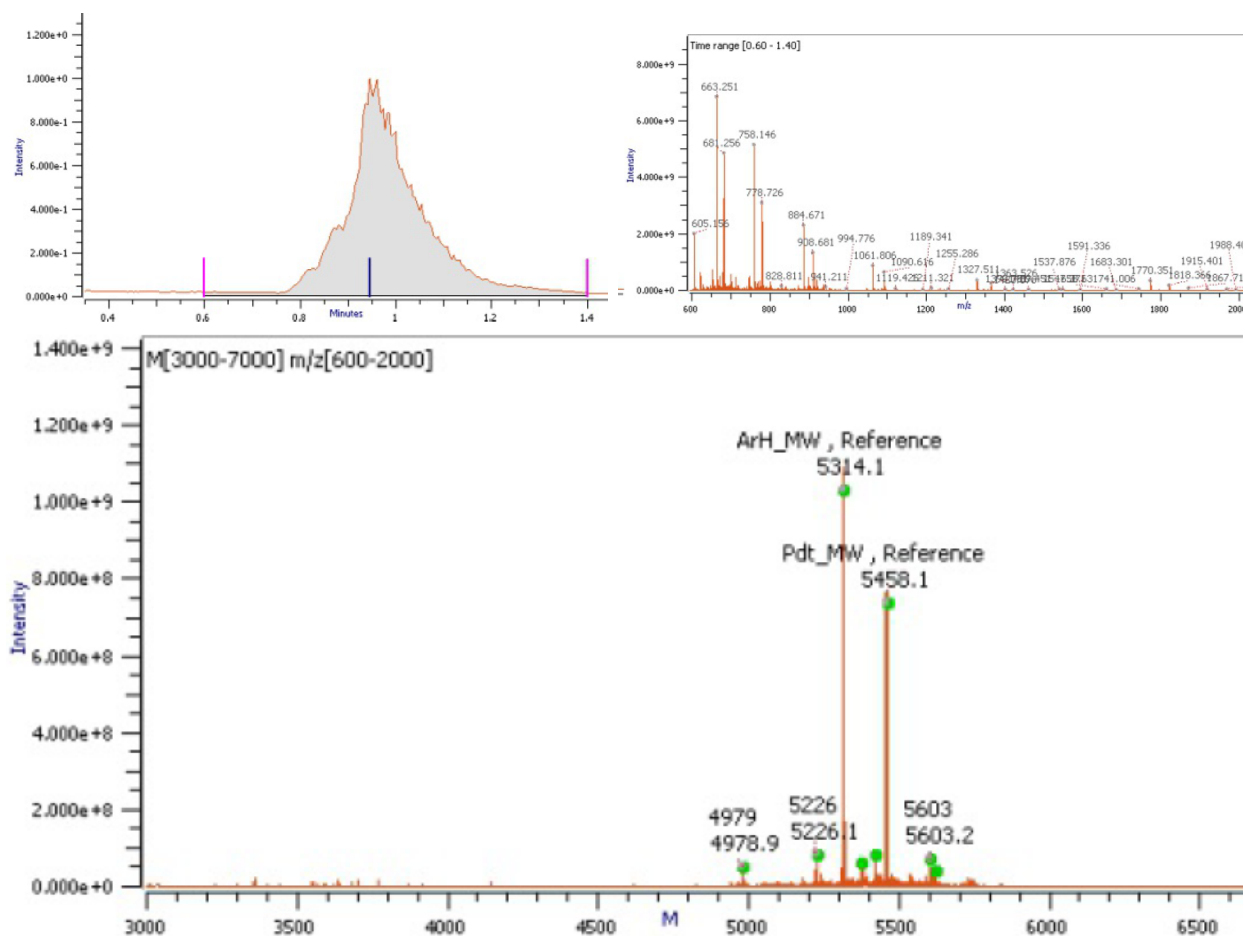 1.200e+0
1.000e+0
8.000e-1
6.000e-1
4.000e-1
2.000e-1
0.000e+0
Intensity
0.4
0.6
0.8
1
1.2
1.4
Minutes
Time range [0.60 - 1.40]
8.000e+9
6.000e+9
4.000e+9
2.000e+9
0.000e+0
Intensity
663.251
681.256
758.146
778.726
605.156
884.671
908.681
828.811
941.211
994.776
1061.806
1090.616
1189.341
1255.286
1327.511
1363.526
1537.876
1591.336
1683.301
1741.006
1770.351
1915.401
1818.366
1867.71
600
800
1000
1200
1400
1600
1800
m/z
M[3000-7000] m/z[600-2000]
1.400e+9
1.200e+9
1.000e+9
8.000e+8
6.000e+8
4.000e+8
2.000e+8
0.000e+0
Intensity
ArH_MW , Reference
5314.1
Pdt_MW , Reference
5458.1
4979
4978.9
5226
5226.1
5603
5603.2
3000
3500
4000
4500
5000
5500
6000
6500
M